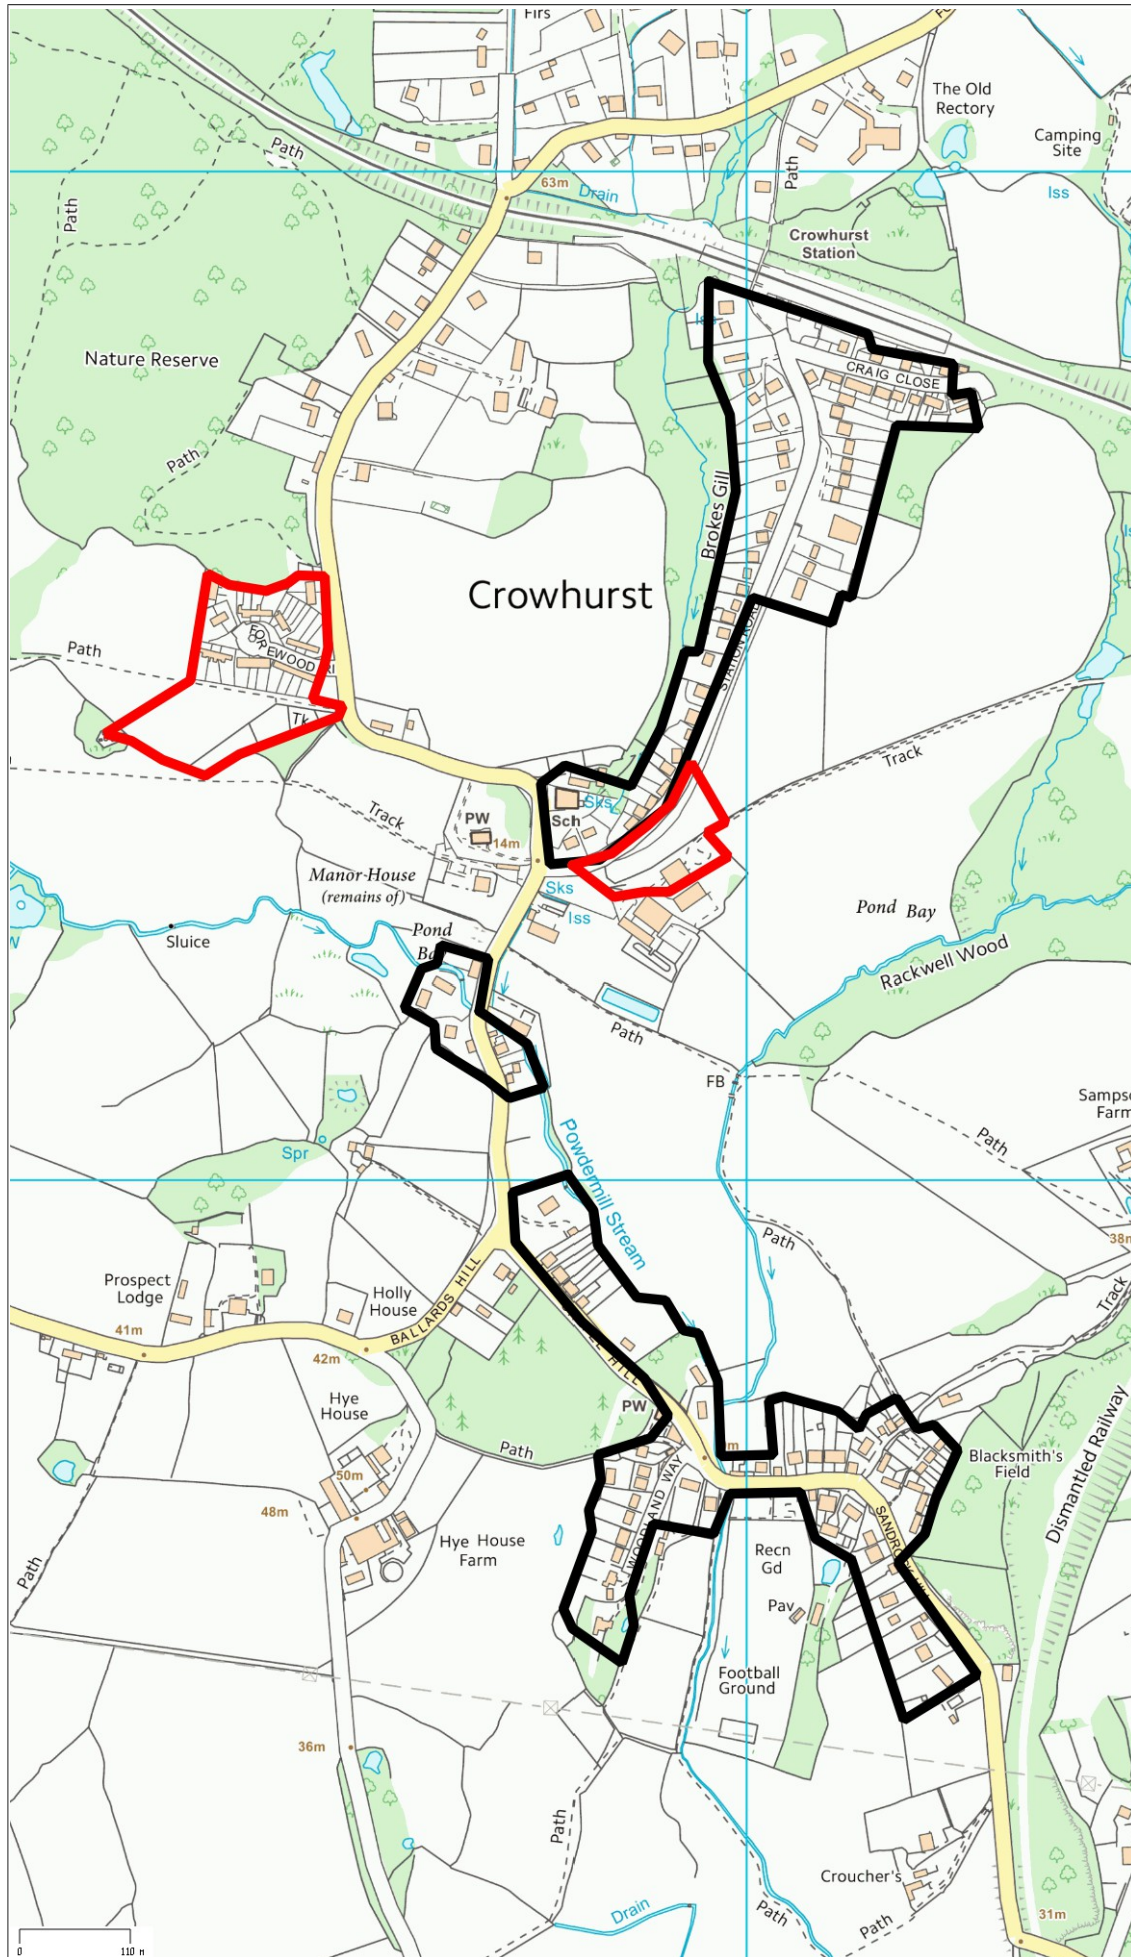 Firs
The Old
Rectory
Camping
Site
Path
Path
Path
63m
Drain
Iss
Crowhurst
Station
Nature Reserve
CRAIG CLOSE
Path
Brokes Gill
Crowhurst
STATION ROAD
Path
Tk
Track
Track
PW
Sch
Sks
14m
Manor-House
(remains of)
Sks
Iss
Pond Bay
Sluice
Pond
Rackwell Wood
Path
FB
Sampso
Farm
Path
Spr
Powdermill Stream
Path
38m
Prospect
Lodge
Holly
House
BALLARDS HILL
Track
41m
42m
Hye
House
PW
Path
50m
48m
WOODLAND WAY
Blacksmith's
Field
Dismantled Railway
Hye House
Farm
Recn
Gd
Path
Pav
Football
Ground
36m
Path
Croucher's
Drain
Path
Path
31m
0 110 m